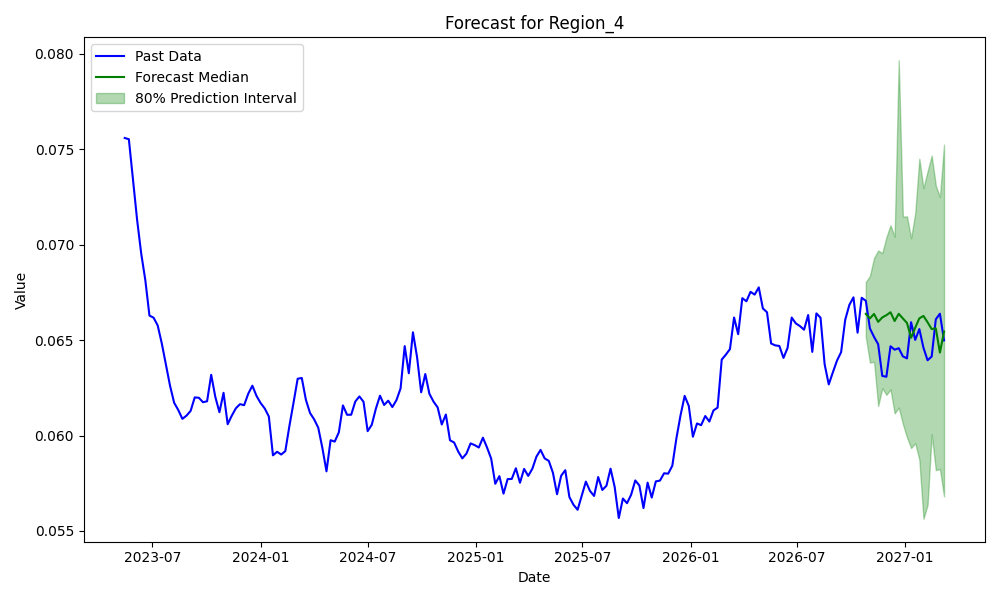 Forecast for Region_4
Past Data
Forecast Median
80% Prediction Interval
0.080
0.075
0.070
0.065
0.060
0.055
Value
2023-07
2024-01
2024-07
2025-01
2025-07
2026-01
2026-07
2027-01
Date